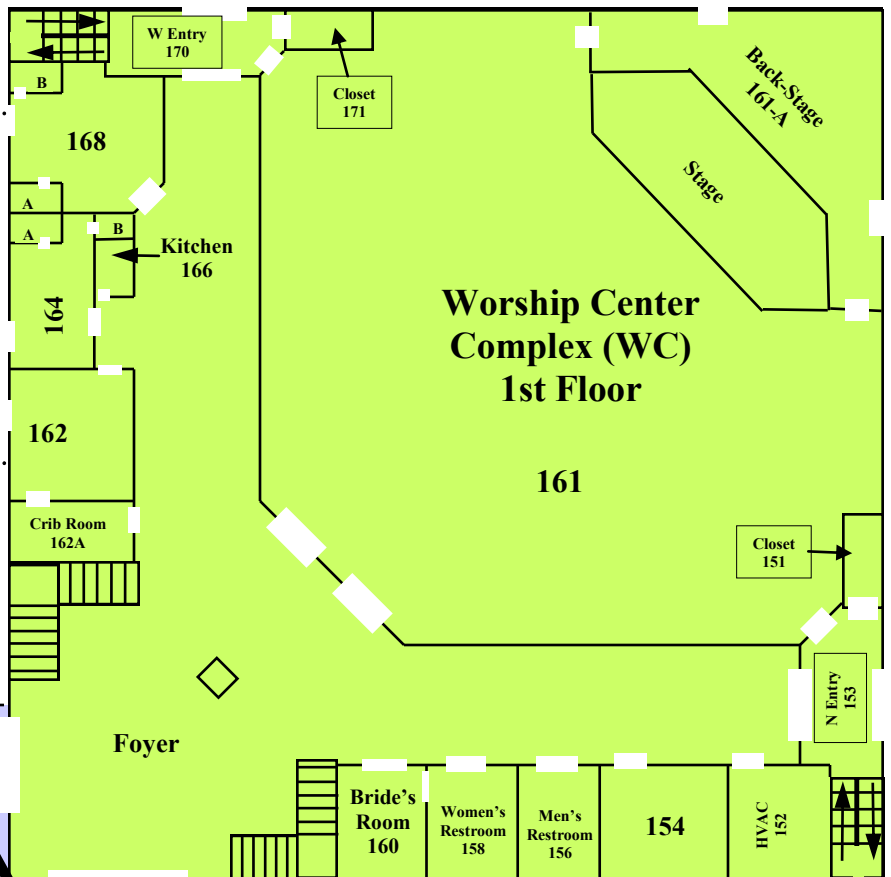 W Entry
170
Closet
171
Back-Stage
161-A
B
168
Stage
A
A
B
Kitchen
166
164
Worship Center
Complex (WC)
1st Floor
162
161
Crib Room
162A
Closet
151
N Entry
153
Foyer
Bride's
Room
160
Women's
Restroom
158
Men's
Restroom
156
154
HVAC
152